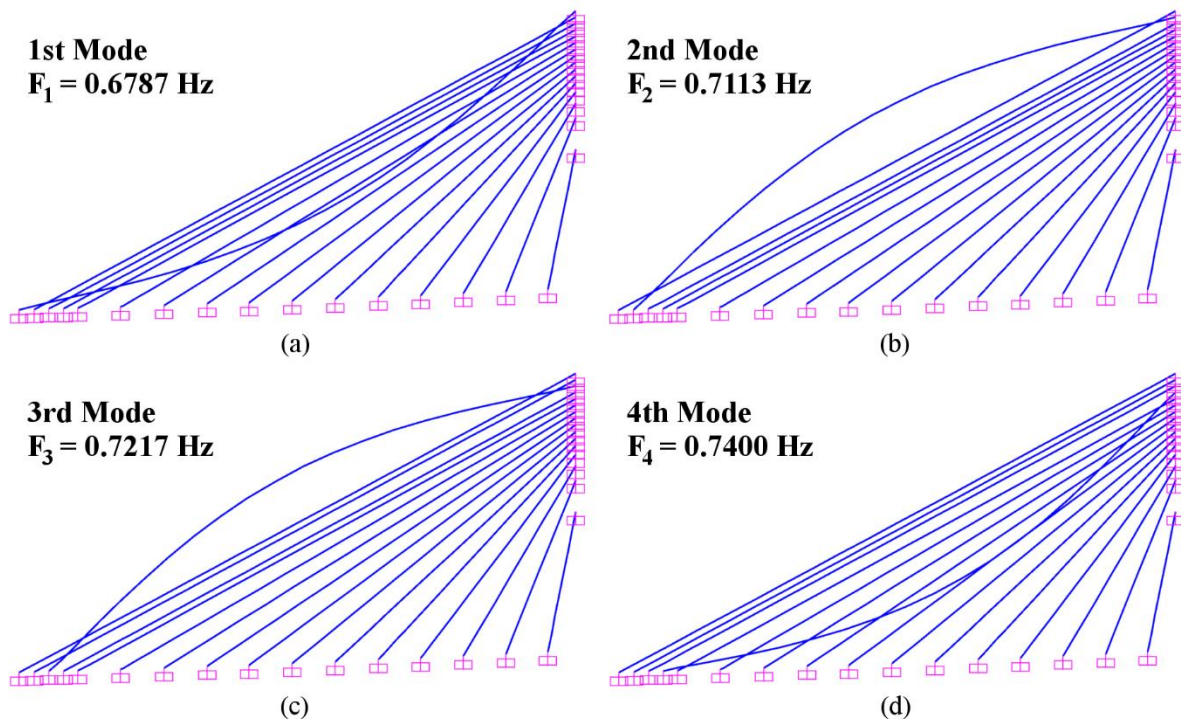 1st Mode
F₁ = 0.6787 Hz
(a)
2nd Mode
F₂ = 0.7113 Hz
(b)
3rd Mode
F₃ = 0.7217 Hz
(c)
4th Mode
F₄ = 0.7400 Hz
(d)